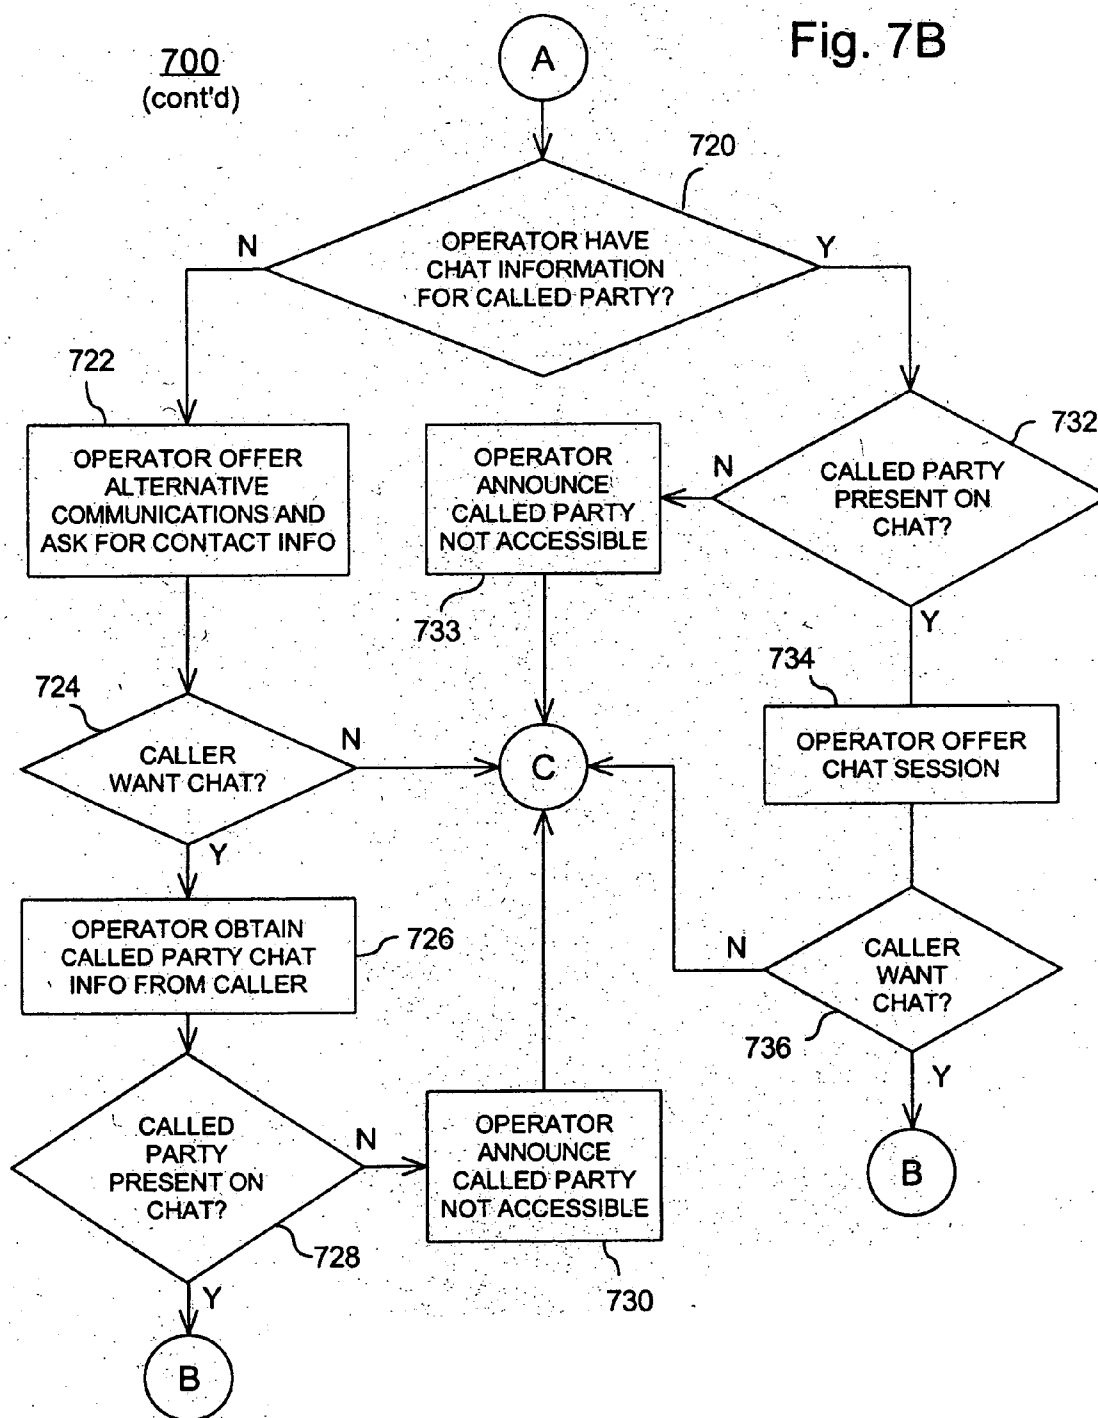 Fig. 7B
700
(cont'd)
A
720
N
Y
OPERATOR HAVE
CHAT INFORMATION
FOR CALLED PARTY?
722
OPERATOR OFFER
ALTERNATIVE
COMMUNICATIONS AND
ASK FOR CONTACT INFO
OPERATOR
ANNOUNCE
CALLED PARTY
NOT ACCESSIBLE
733
N
732
CALLED PARTY
PRESENT ON
CHAT?
Y
734
OPERATOR OFFER
CHAT SESSION
724
CALLER
WANT CHAT?
N
Y
C
726
OPERATOR OBTAIN
CALLED PARTY CHAT
INFO FROM CALLER
N
CALLER
WANT
CHAT?
736
Y
B
CALLED
PARTY
PRESENT ON
CHAT?
N
728
Y
OPERATOR
ANNOUNCE
CALLED PARTY
NOT ACCESSIBLE
730
B